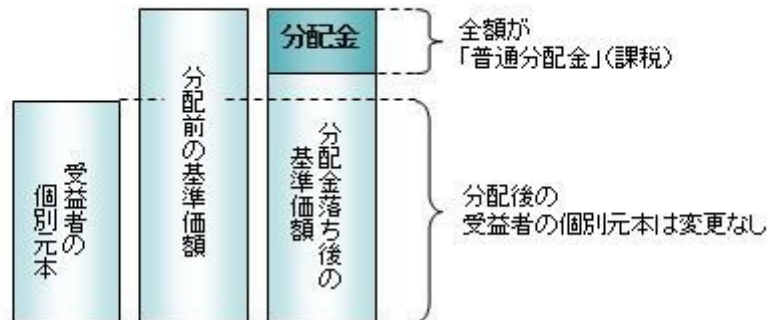 受益者の
個別元本
分配前の基準価額
分配金
分配金落ち後の
基準価額
全額が
「普通分配金」(課税)
分配後の
受益者の個別元本は変更なし